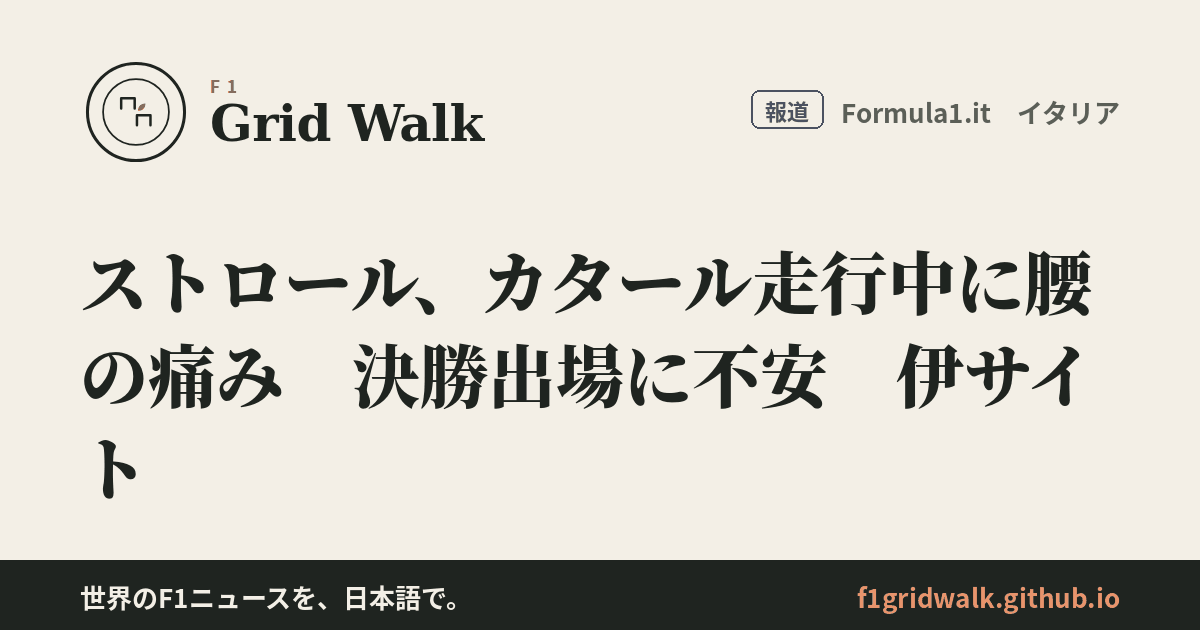 F1
Grid Walk
報道
Formula1.it　イタリア
ストロール、カタール走行中に腰
の痛み　決勝出場に不安　伊サイ
ト
世界のF1ニュースを、日本語で。
f1gridwalk.github.io